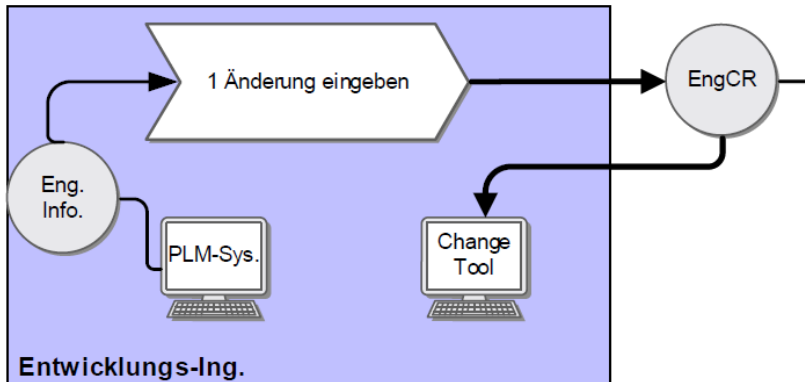 1 Änderung eingeben
EngCR
Eng.
Info.
PLM-Sys.
Change
Tool
Entwicklungs-Ing.